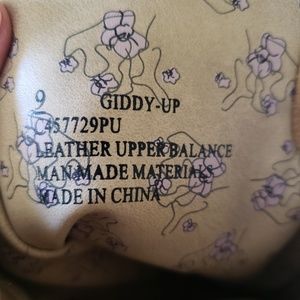 9 GIDDY-UP
C457729PU
LEATHER UPPER BALANCE
MAN MADE MATERIALS
MADE IN CHINA